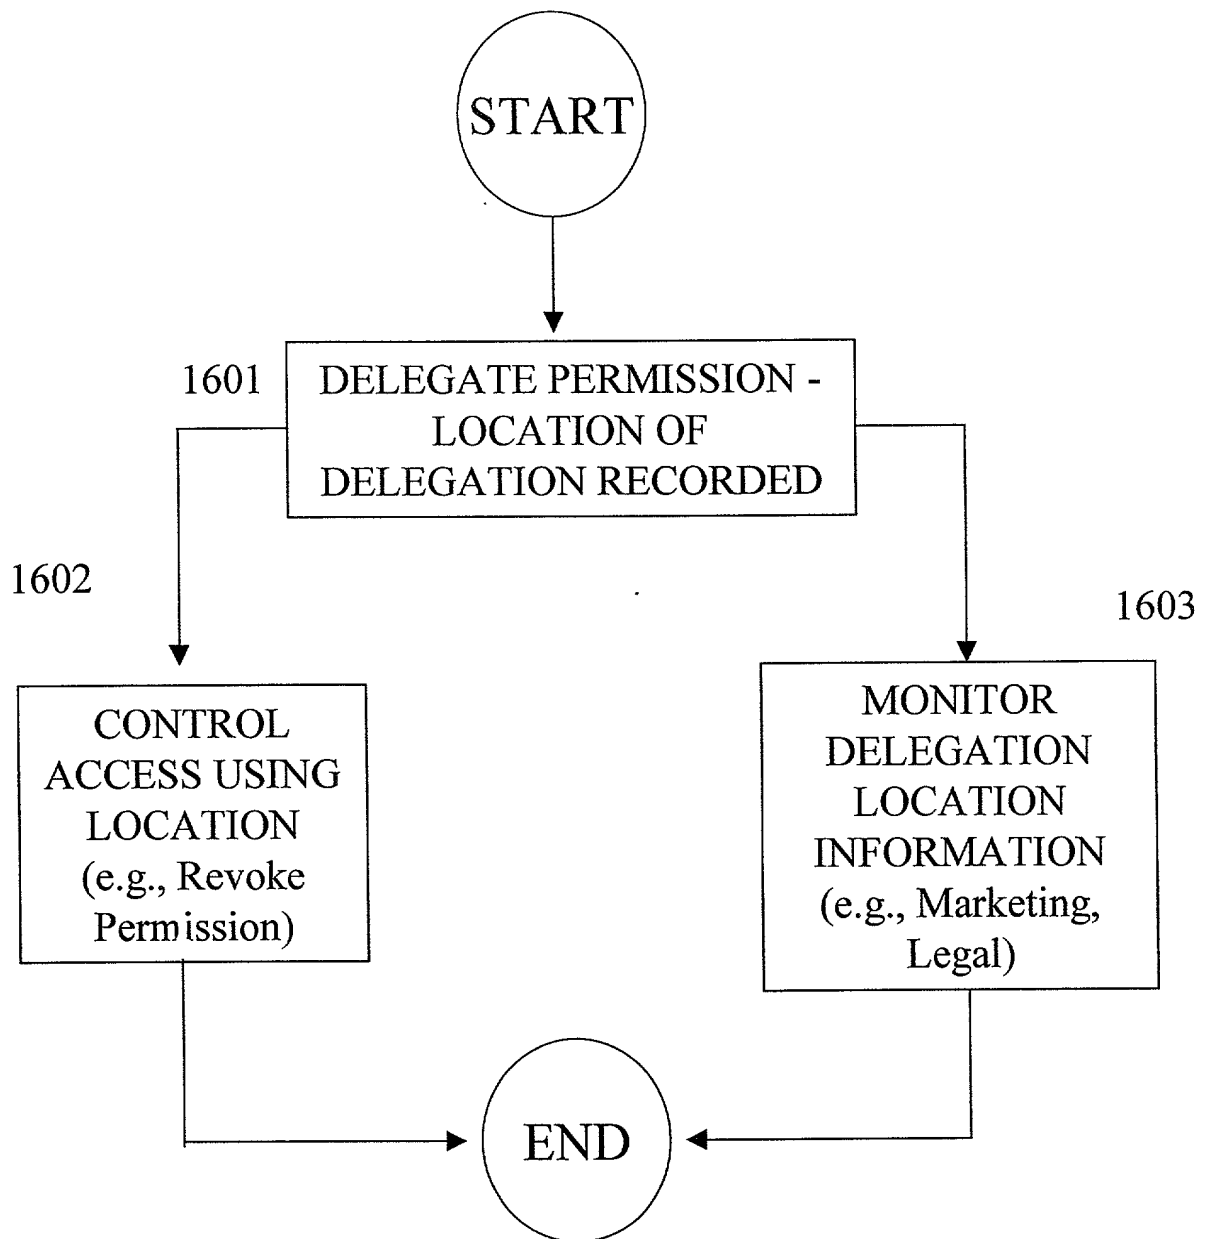 START
1601
DELEGATE PERMISSION -
LOCATION OF
DELEGATION RECORDED
1602
1603
CONTROL
ACCESS USING
LOCATION
(e.g., Revoke
Permission)
MONITOR
DELEGATION
LOCATION
INFORMATION
(e.g., Marketing,
Legal)
END